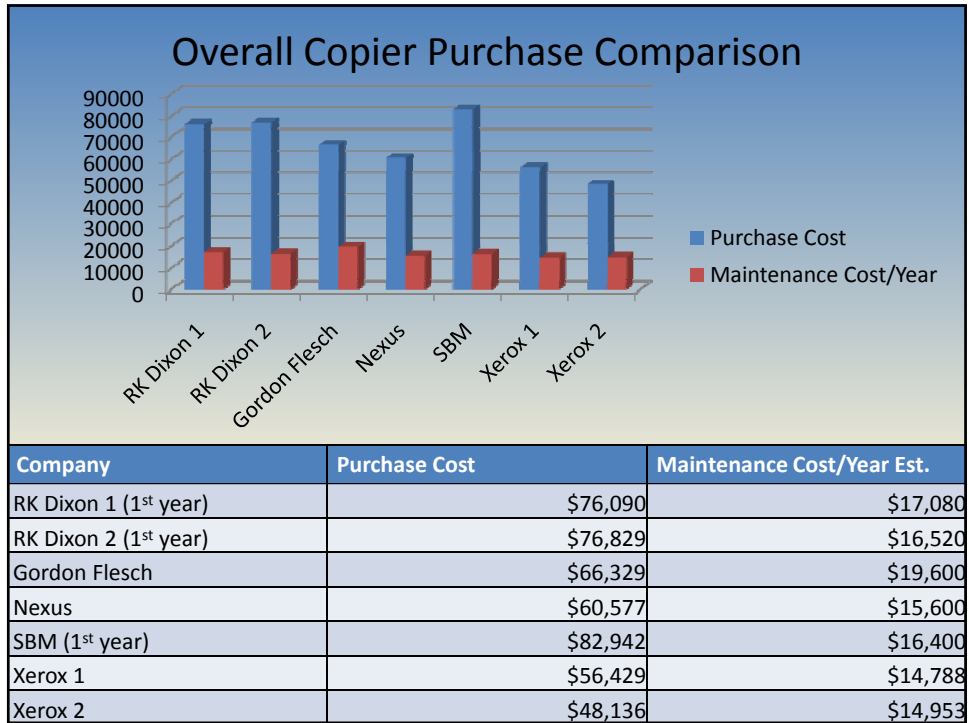 Overall Copier Purchase Comparison
90000
80000
70000
60000
50000
40000
30000
20000
10000
0
RK Dixon 1
RK Dixon 2
Gordon Flesch
Nexus
SBM
Xerox 1
Xerox 2
Purchase Cost
Maintenance Cost/Year
Company Purchase Cost Maintenance Cost/Year Est.
RK Dixon 1 (1st year) $76,090 $17,080
RK Dixon 2 (1st year) $76,829 $16,520
Gordon Flesch $66,329 $19,600
Nexus $60,577 $15,600
SBM (1st year) $82,942 $16,400
Xerox 1 $56,429 $14,788
Xerox 2 $48,136 $14,953